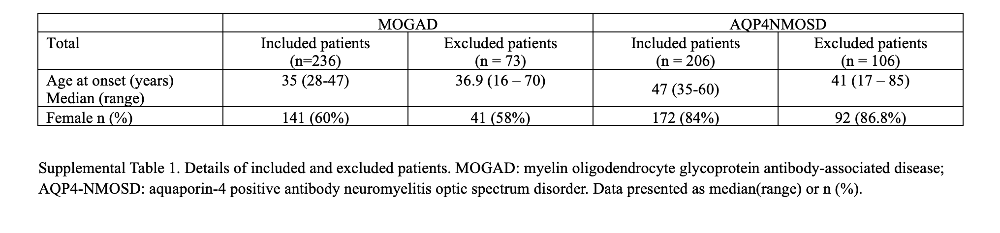 MOGAD AQP4NMOSD
Total Included patients Excluded patients Included patients Excluded patients
(n=236) (n = 73) (n = 206) (n = 106)
Age at onset (years) 35 (28-47) 36.9 (16 – 70) 47 (35-60) 41 (17 – 85)
Median (range)
Female n (%) 141 (60%) 41 (58%) 172 (84%) 92 (86.8%)
Supplemental Table 1. Details of included and excluded patients. MOGAD: myelin oligodendrocyte glycoprotein antibody-associated disease;
AQP4-NMOSD: aquaporin-4 positive antibody neuromyelitis optic spectrum disorder. Data presented as median(range) or n (%).